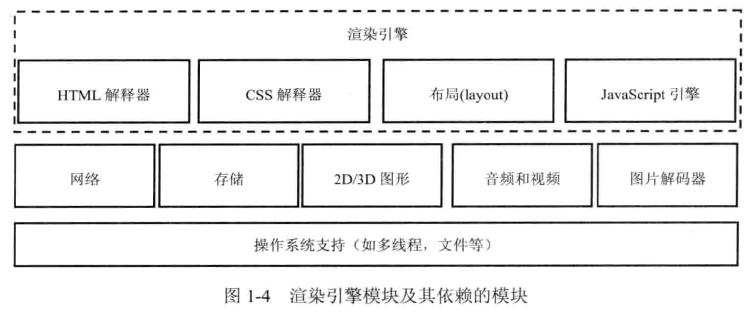 渲染引擎
HTML 解释器
CSS 解释器
布局(layout)
JavaScript 引擎
网络
存储
2D/3D 图形
音频和视频
图片解码器
操作系统支持（如多线程，文件等）
图 1-4 渲染引擎模块及其依赖的模块